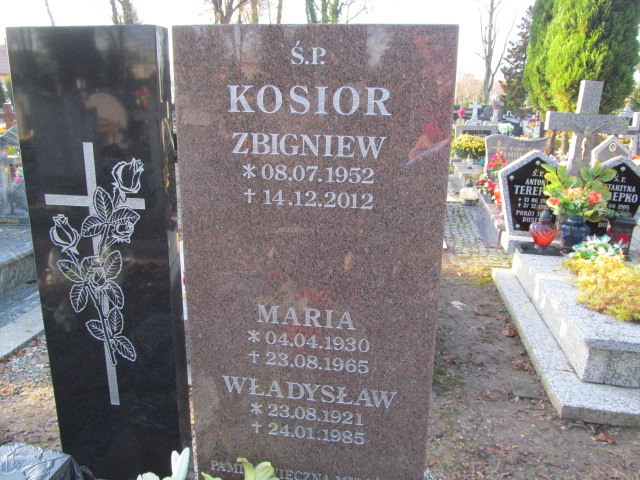 Ś.P.
KOSIOR
ZBIGNIEW
* 08.07.1952
† 14.12.2012
MARIA
* 04.04.1930
† 23.08.1965
WŁADYSŁAW
* 23.08.1921
† 24.01.1985
Ś.P.
ANTONI
Ś.P.